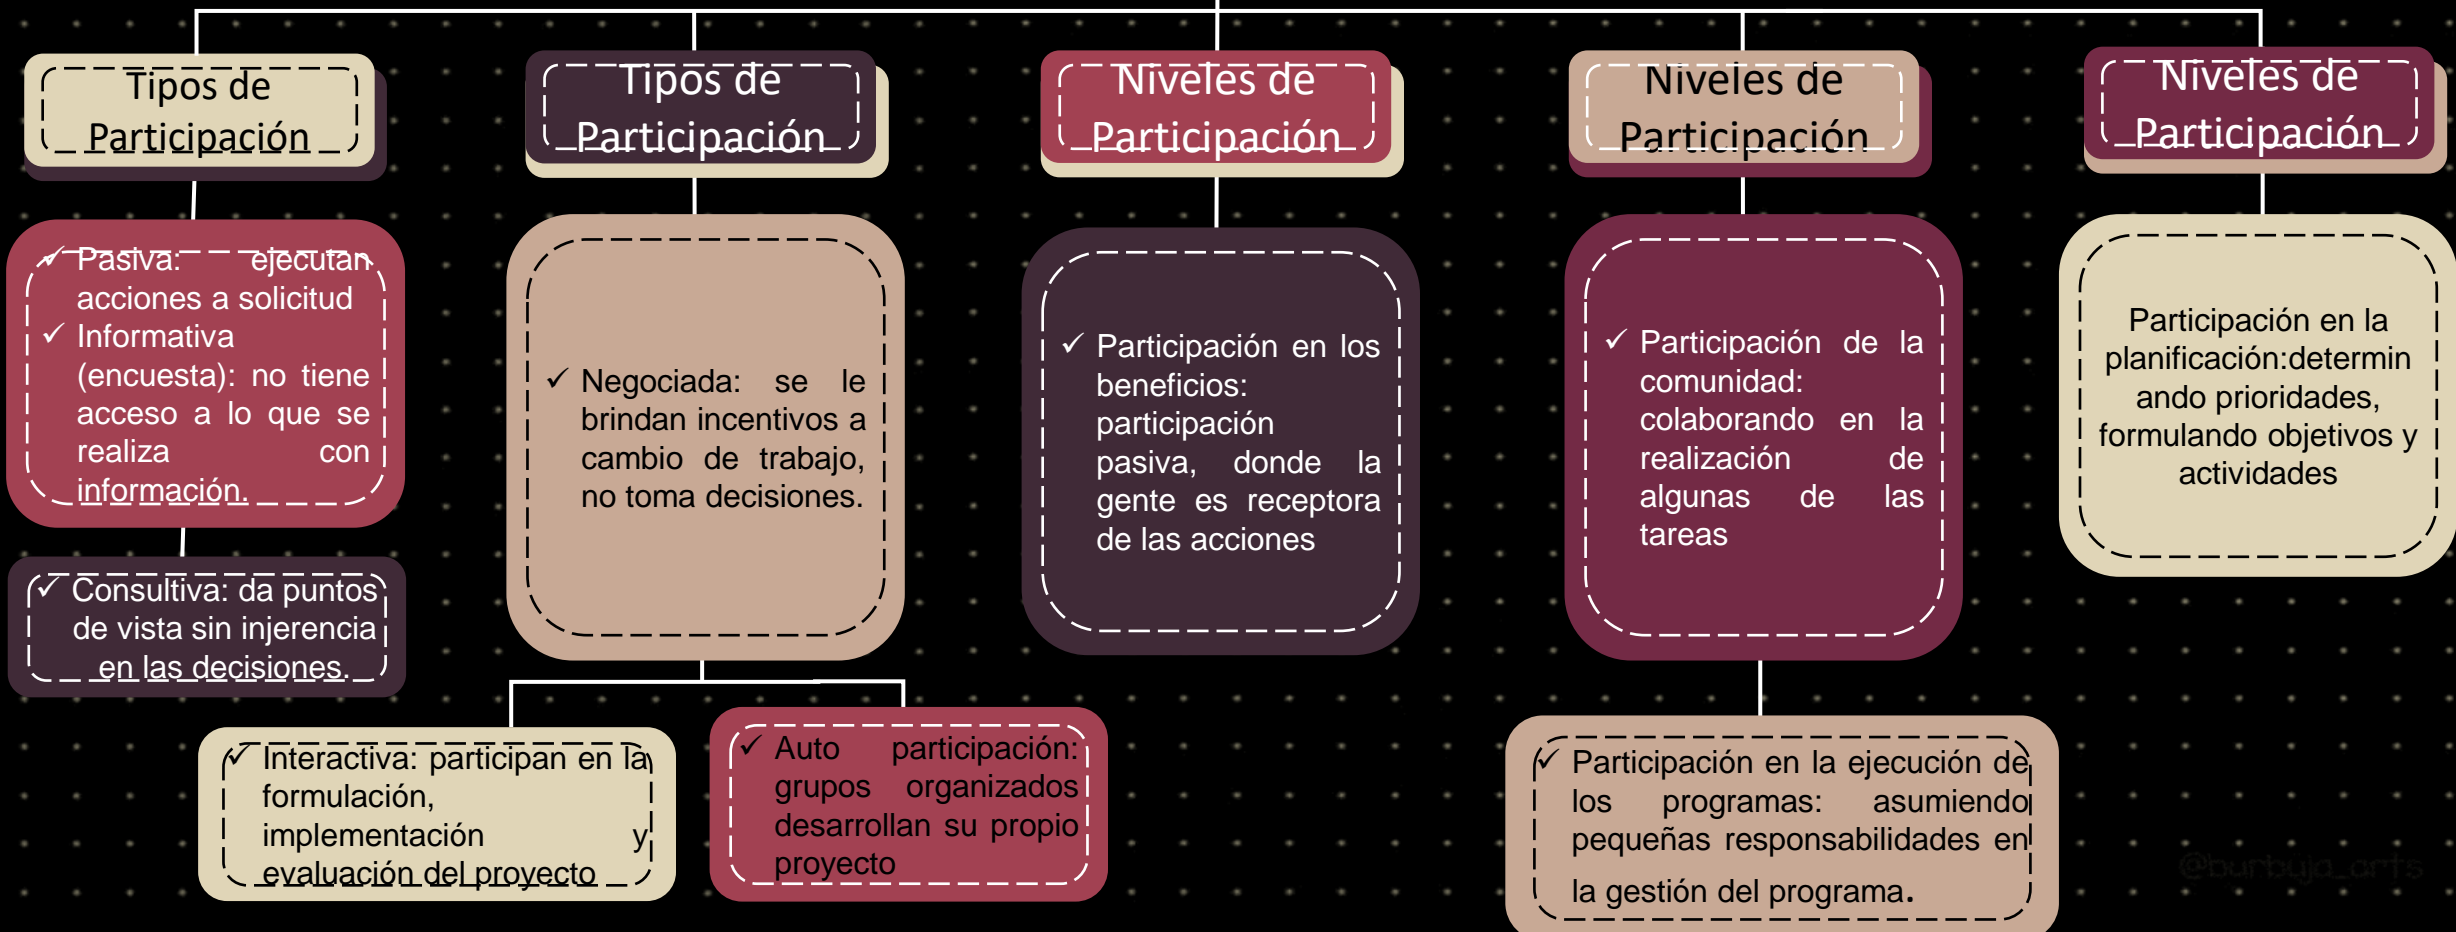 Tipos de
Participación
✓ Pasiva: ejecutan
acciones a solicitud
✓ Informativa
(encuesta): no tiene
acceso a lo que se
realiza con
información.
✓ Consultiva: da puntos
de vista sin injerencia
en las decisiones.
Tipos de
Participación
✓ Negociada: se le
brindan incentivos a
cambio de trabajo,
no toma decisiones.
✓ Interactiva: participan en la
formulación,
implementación y
evaluación del proyecto
✓ Auto participación:
grupos organizados
desarrollan su propio
proyecto
Niveles de
Participación
✓ Participación en los
beneficios:
participación
pasiva, donde la
gente es receptora
de las acciones
Niveles de
Participación
✓ Participación de la
comunidad:
colaborando en la
realización de
algunas de las
tareas
✓ Participación en la ejecución de
los programas: asumiendo
pequeñas responsabilidades en
la gestión del programa.
Niveles de
Participación
Participación en la
planificación:determin
ando prioridades,
formulando objetivos y
actividades
@burbuja_arts